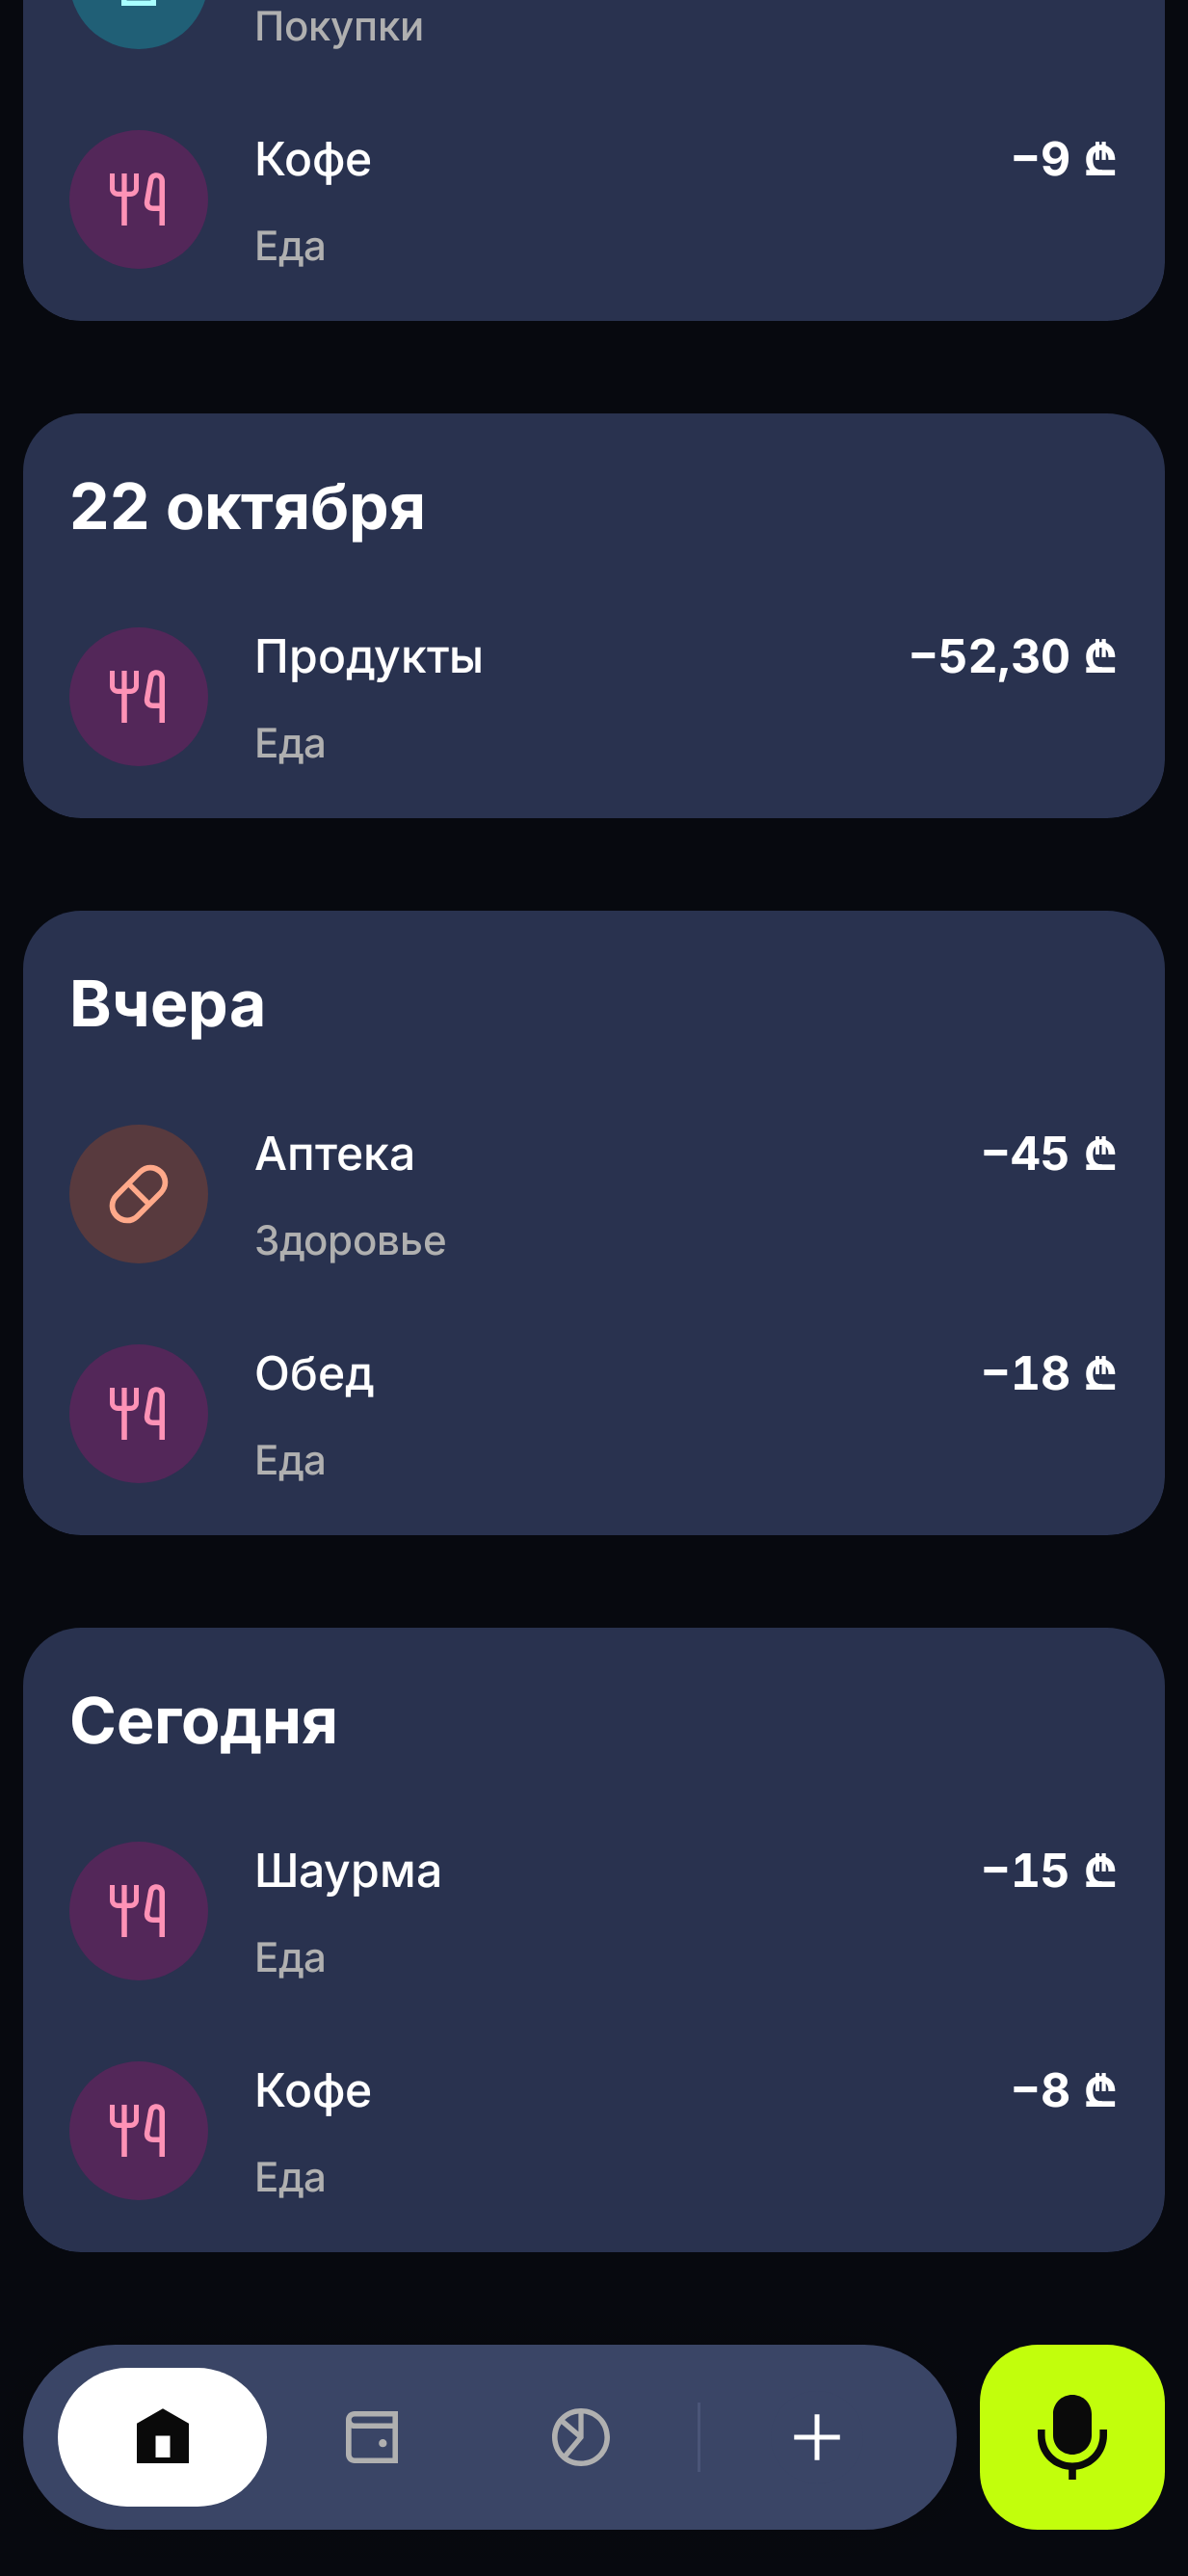 Покупки
Кофе
−9 ₾
Еда
22 октября
Продукты
−52,30 ₾
Еда
Вчера
Аптека
−45 ₾
Здоровье
Обед
−18 ₾
Еда
Сегодня
Шаурма
−15 ₾
Еда
Кофе
−8 ₾
Еда